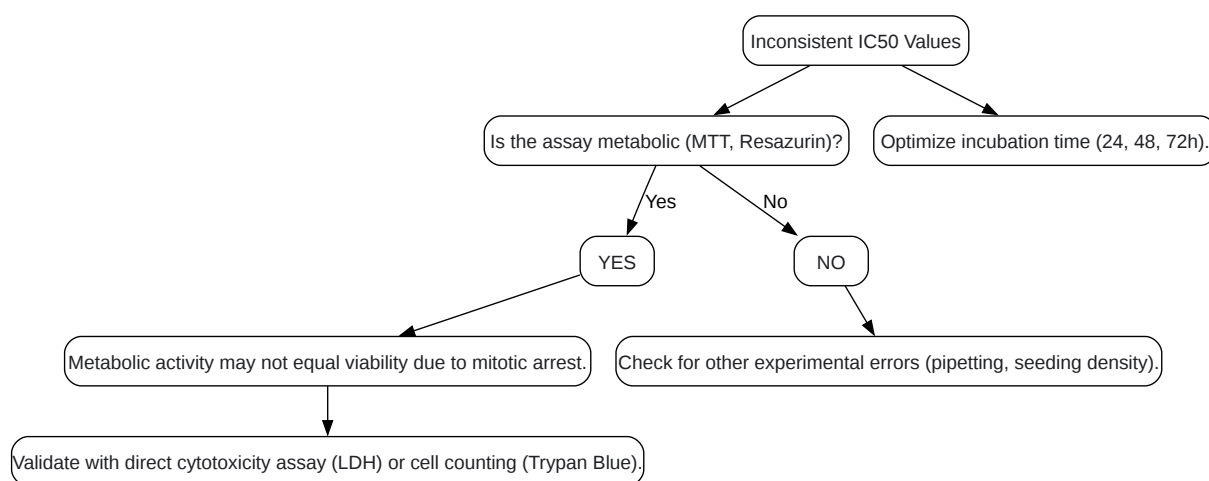 Inconsistent IC50 Values
Is the assay metabolic (MTT, Resazurin)?
Optimize incubation time (24, 48, 72h).
Yes
No
YES
NO
Metabolic activity may not equal viability due to mitotic arrest.
Check for other experimental errors (pipetting, seeding density).
Validate with direct cytotoxicity assay (LDH) or cell counting (Trypan Blue).